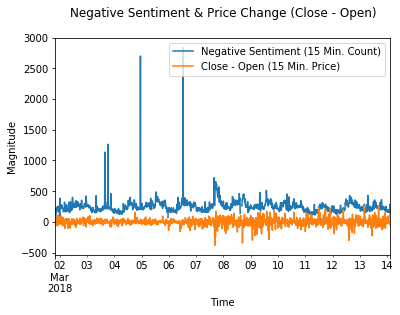 Negative Sentiment & Price Change (Close - Open)
Negative Sentiment (15 Min. Count)
Close - Open (15 Min. Price)
3000
2500
2000
1500
1000
500
0
−500
Magnitude
02 03 04 05 06 07 08 09 10 11 12 13 14
Mar
2018
Time